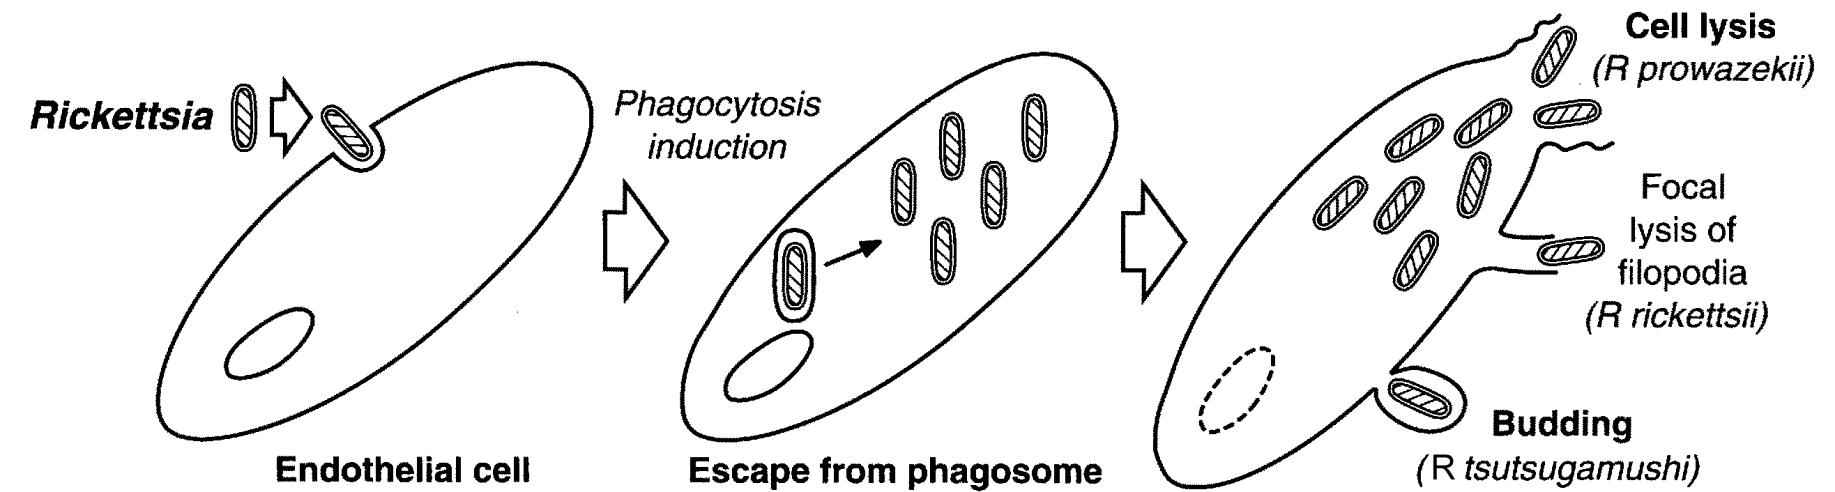 Rickettsia
Phagocytosis
induction
Cell lysis
(R prowazekii)
Focal
lysis of
filopodia
(R rickettsii)
Budding
(R tsutsugamushi)
Endothelial cell
Escape from phagosome